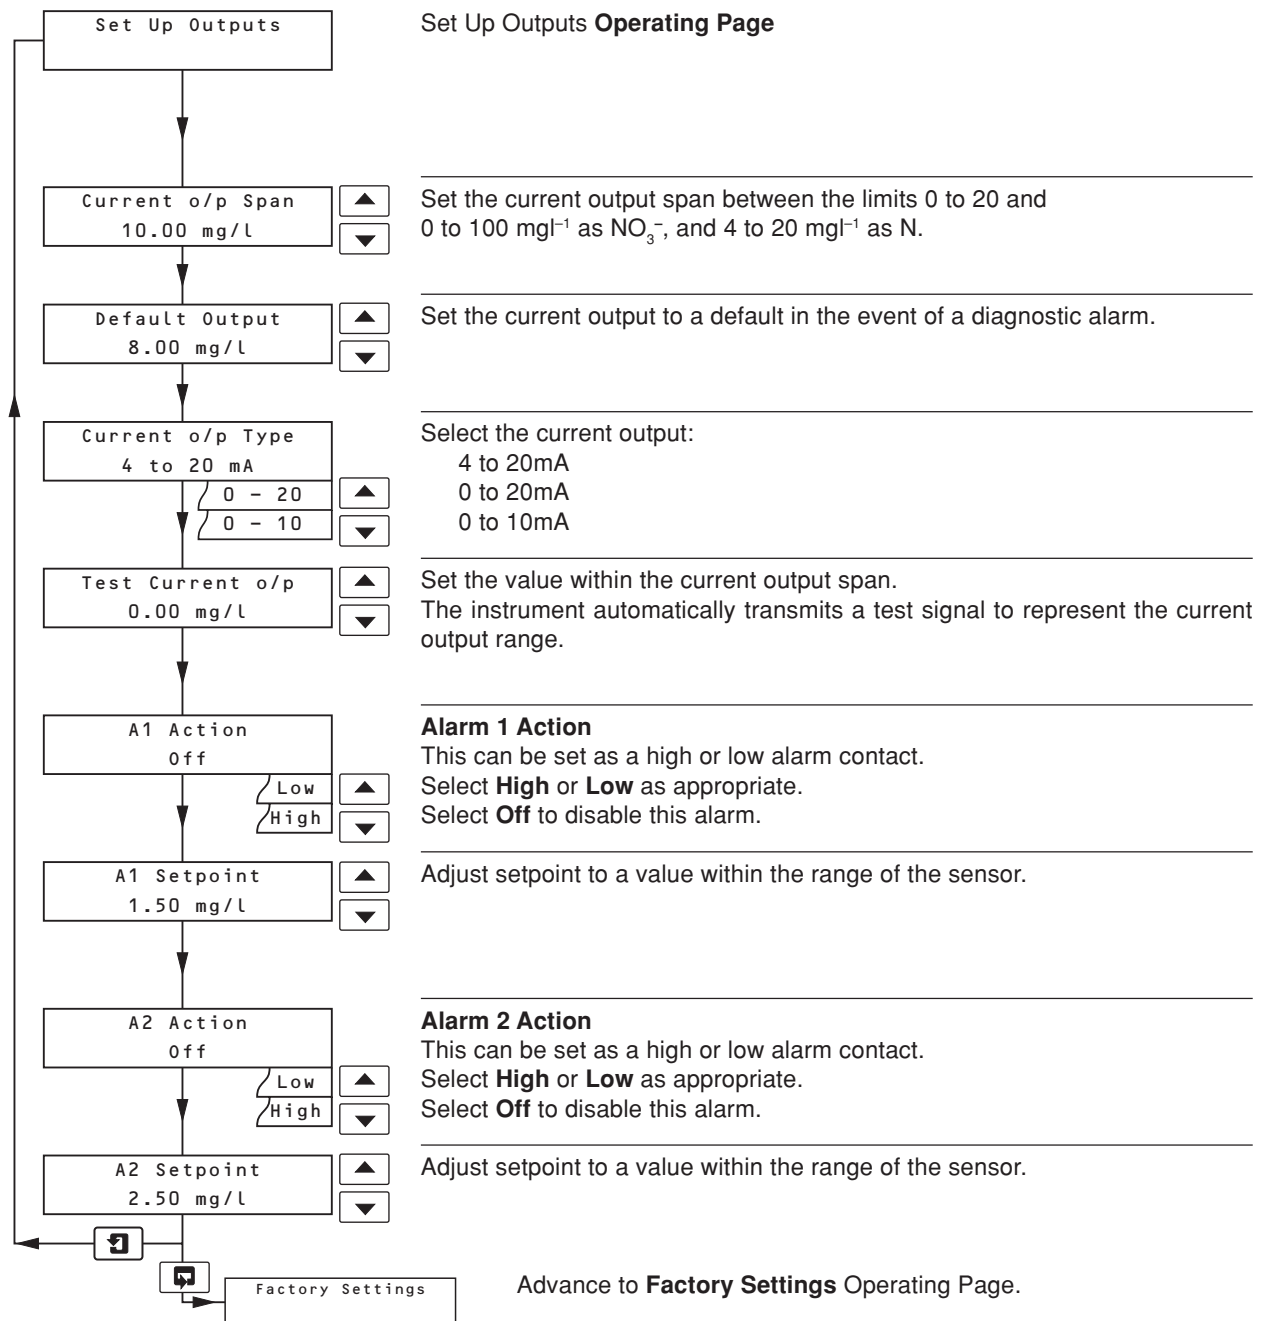 Set Up Outputs
Set Up Outputs Operating Page
Current o/p Span
10.00 mg/l
Set the current output span between the limits 0 to 20 and
0 to 100 mgl⁻¹ as NO₃⁻, and 4 to 20 mgl⁻¹ as N.
Default Output
8.00 mg/l
Set the current output to a default in the event of a diagnostic alarm.
Current o/p Type
4 to 20 mA
0 - 20
0 - 10
Select the current output:
4 to 20mA
0 to 20mA
0 to 10mA
Test Current o/p
0.00 mg/l
Set the value within the current output span.
The instrument automatically transmits a test signal to represent the current
output range.
A1 Action
Off
Low
High
Alarm 1 Action
This can be set as a high or low alarm contact.
Select High or Low as appropriate.
Select Off to disable this alarm.
A1 Setpoint
1.50 mg/l
Adjust setpoint to a value within the range of the sensor.
A2 Action
Off
Low
High
Alarm 2 Action
This can be set as a high or low alarm contact.
Select High or Low as appropriate.
Select Off to disable this alarm.
A2 Setpoint
2.50 mg/l
Adjust setpoint to a value within the range of the sensor.
Factory Settings
Advance to Factory Settings Operating Page.